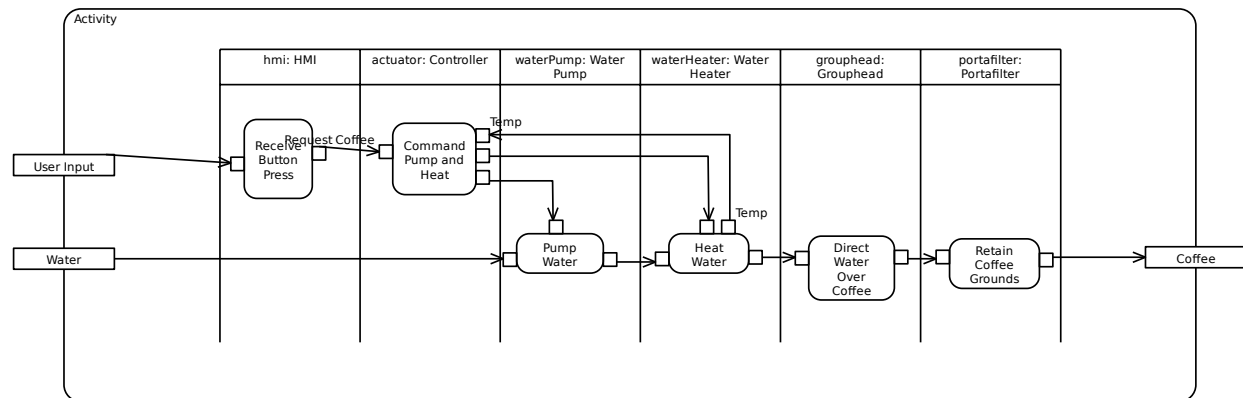 Activity
hmi: HMI
actuator: Controller
waterPump: Water
Pump
waterHeater: Water
Heater
grouphead:
Grouphead
portafilter:
Portafilter
User Input
Receive
Button
Press
Request Coffee
Command
Pump and
Heat
Temp
Temp
Water
Pump
Water
Heat
Water
Direct
Water
Over
Coffee
Retain
Coffee
Grounds
Coffee